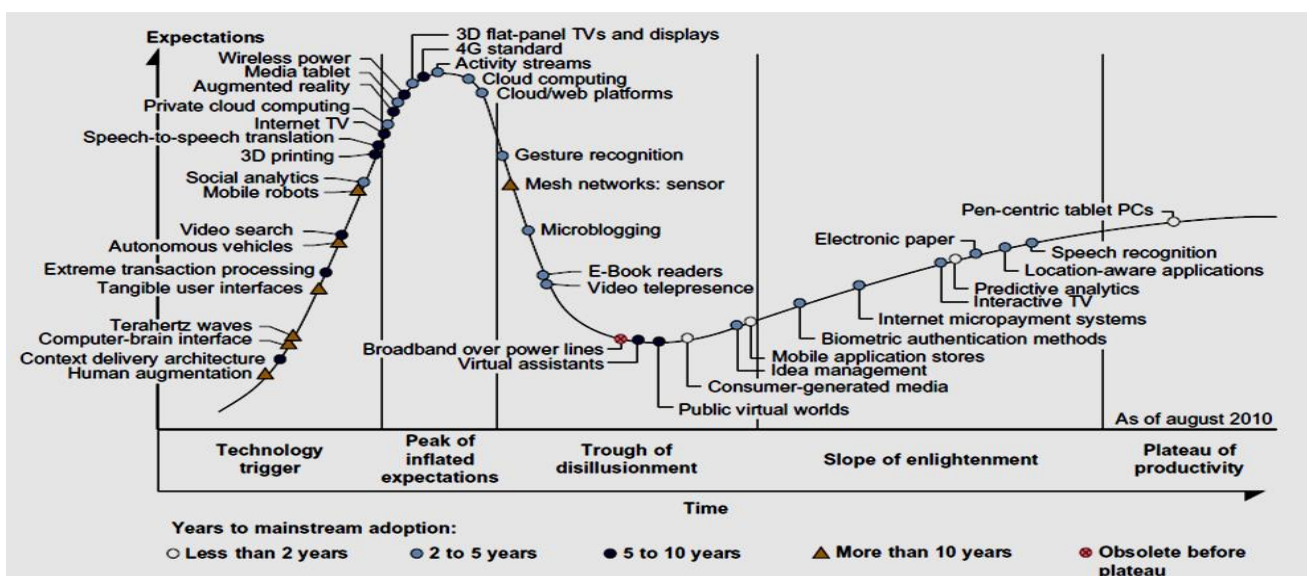 Expectations
3D flat-panel TVs and displays
4G standard
Activity streams
Wireless power
Media tablet
Augmented reality
Cloud computing
Cloud/web platforms
Private cloud computing
Internet TV
Speech-to-speech translation
3D printing
Gesture recognition
Social analytics
Mobile robots
Mesh networks: sensor
Pen-centric tablet PCs
Video search
Autonomous vehicles
Microblogging
Electronic paper
Speech recognition
Extreme transaction processing
Tangible user interfaces
E-Book readers
Video telepresence
Location-aware applications
Predictive analytics
Interactive TV
Terahertz waves
Computer-brain interface
Context delivery architecture
Human augmentation
Broadband over power lines
Virtual assistants
Internet micropayment systems
Biometric authentication methods
Mobile application stores
Idea management
Consumer-generated media
Public virtual worlds
As of august 2010
Technology
trigger
Peak of
inflated
expectations
Trough of
disillusionment
Slope of enlightenment
Plateau of
productivity
Time
Years to mainstream adoption:
Less than 2 years
2 to 5 years
5 to 10 years
More than 10 years
Obsolete before
plateau